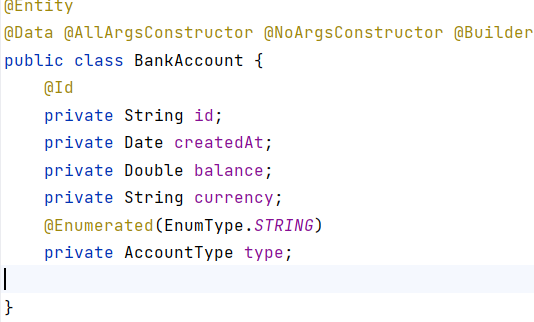 @Entity
@Data @AllArgsConstructor @NoArgsConstructor @Builder
public class BankAccount {
    @Id
    private String id;
    private Date createdAt;
    private Double balance;
    private String currency;
    @Enumerated(EnumType.STRING)
    private AccountType type;
}